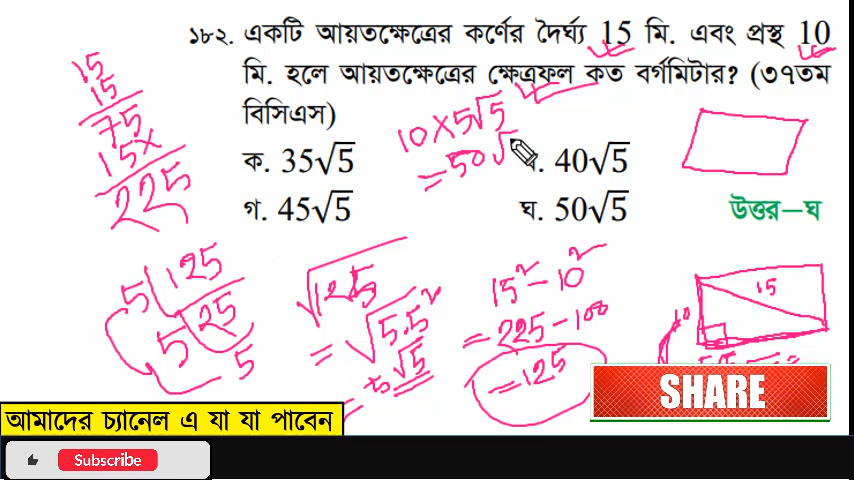 ১৮২. একটি আয়তক্ষেত্রের কর্ণের দৈর্ঘ্য 15 মি. এবং প্রস্থ 10
মি. হলে আয়তক্ষেত্রের ক্ষেত্রফল কত বর্গমিটার? (৩৭তম
বিসিএস)
ক. 35√5 . 40√5
গ. 45√5 ঘ. 50√5 উত্তর–ঘ
15
15
75
15×
225
10×5√5
=50√
5 125
5 25
5
√125
= √5.5²
= 5√5
15² – 10²
= 225 – 100
= 125
15
10
SHARE
আমাদের চ্যানেল এ যা যা পাবেন
Subscribe